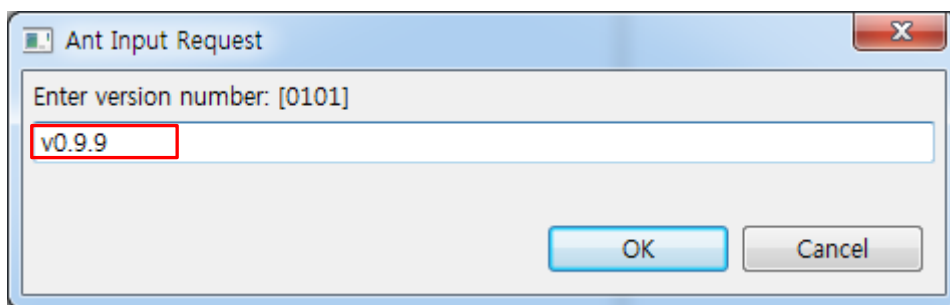 Ant Input Request
Enter version number: [0101]
v0.9.9
OK Cancel